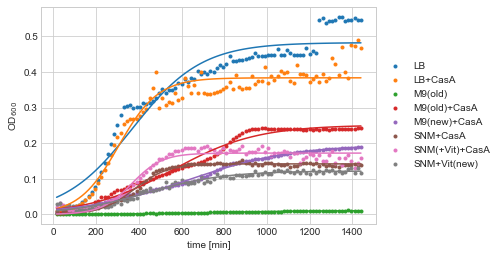 0.5
0.4
0.3
0.2
0.1
0.0
OD600
0 200 400 600 800 1000 1200 1400
time [min]
LB
LB+CasA
M9(old)
M9(old)+CasA
M9(new)+CasA
SNM+CasA
SNM(+Vit)+CasA
SNM+Vit(new)